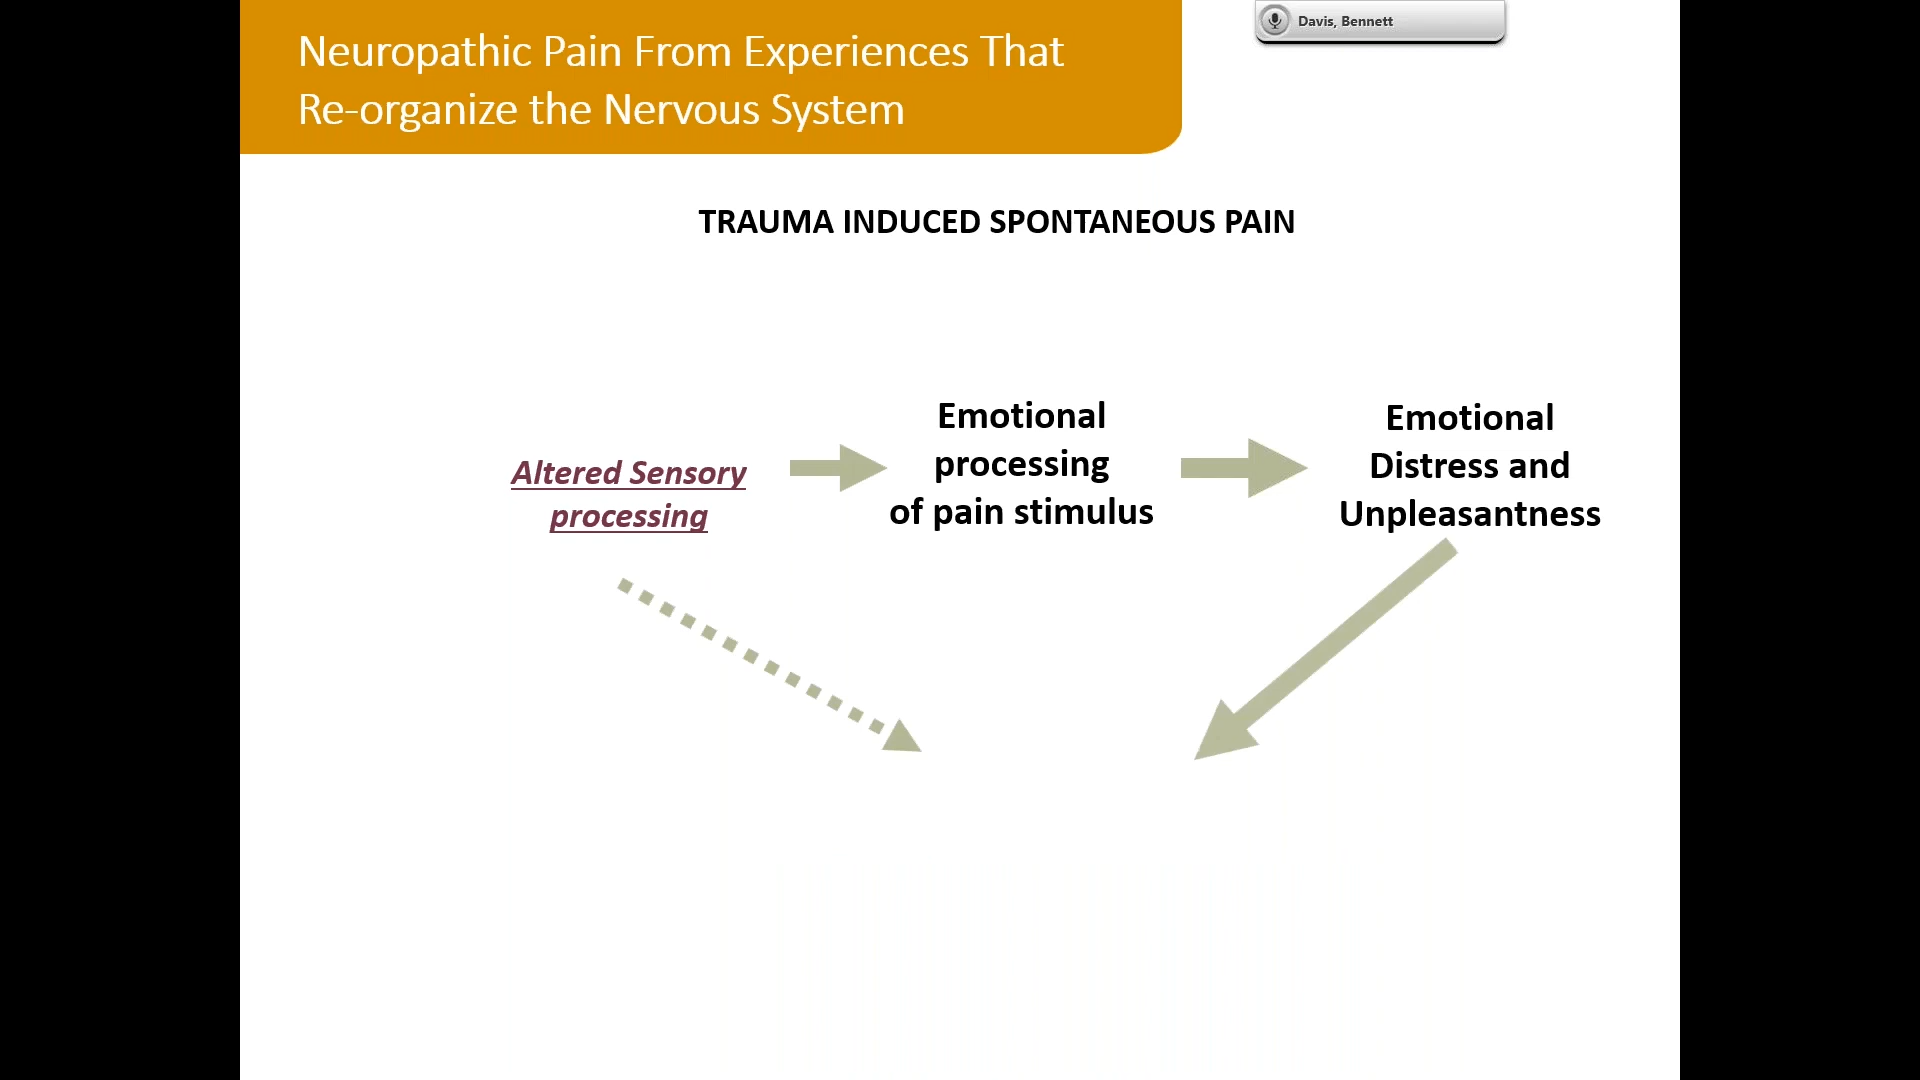 Neuropathic Pain From Experiences That
Re-organize the Nervous System
Davis, Bennett
TRAUMA INDUCED SPONTANEOUS PAIN
Altered Sensory
processing
Emotional
processing
of pain stimulus
Emotional
Distress and
Unpleasantness